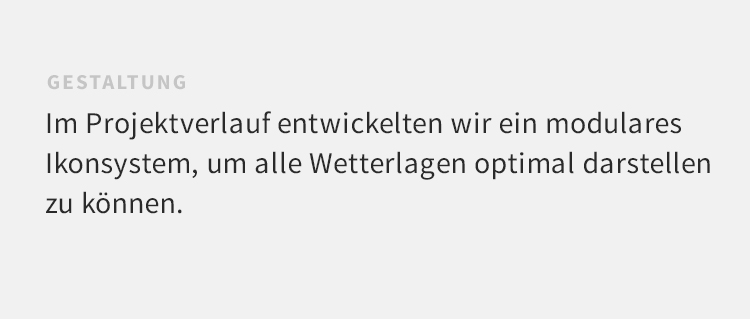 GESTALTUNG
Im Projektverlauf entwickelten wir ein modulares
Ikonsystem, um alle Wetterlagen optimal darstellen
zu können.